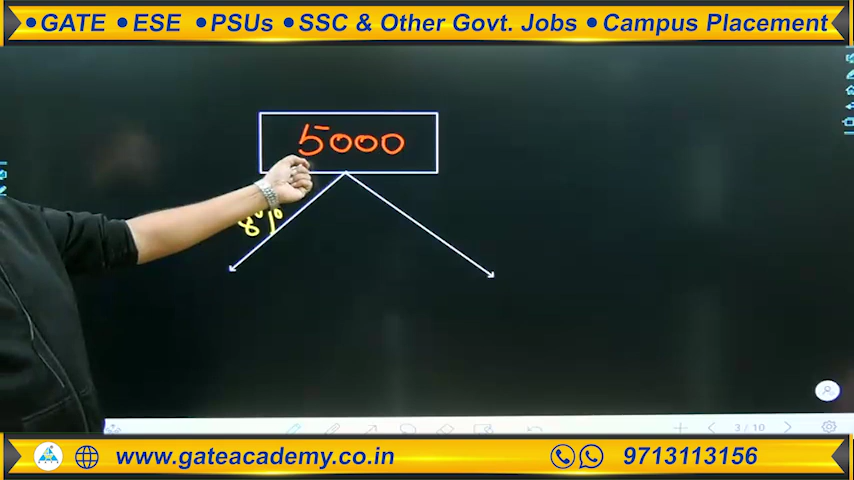 •GATE •ESE •PSUs •SSC & Other Govt. Jobs •Campus Placement
5000
8%
3 / 10
www.gateacademy.co.in 9713113156